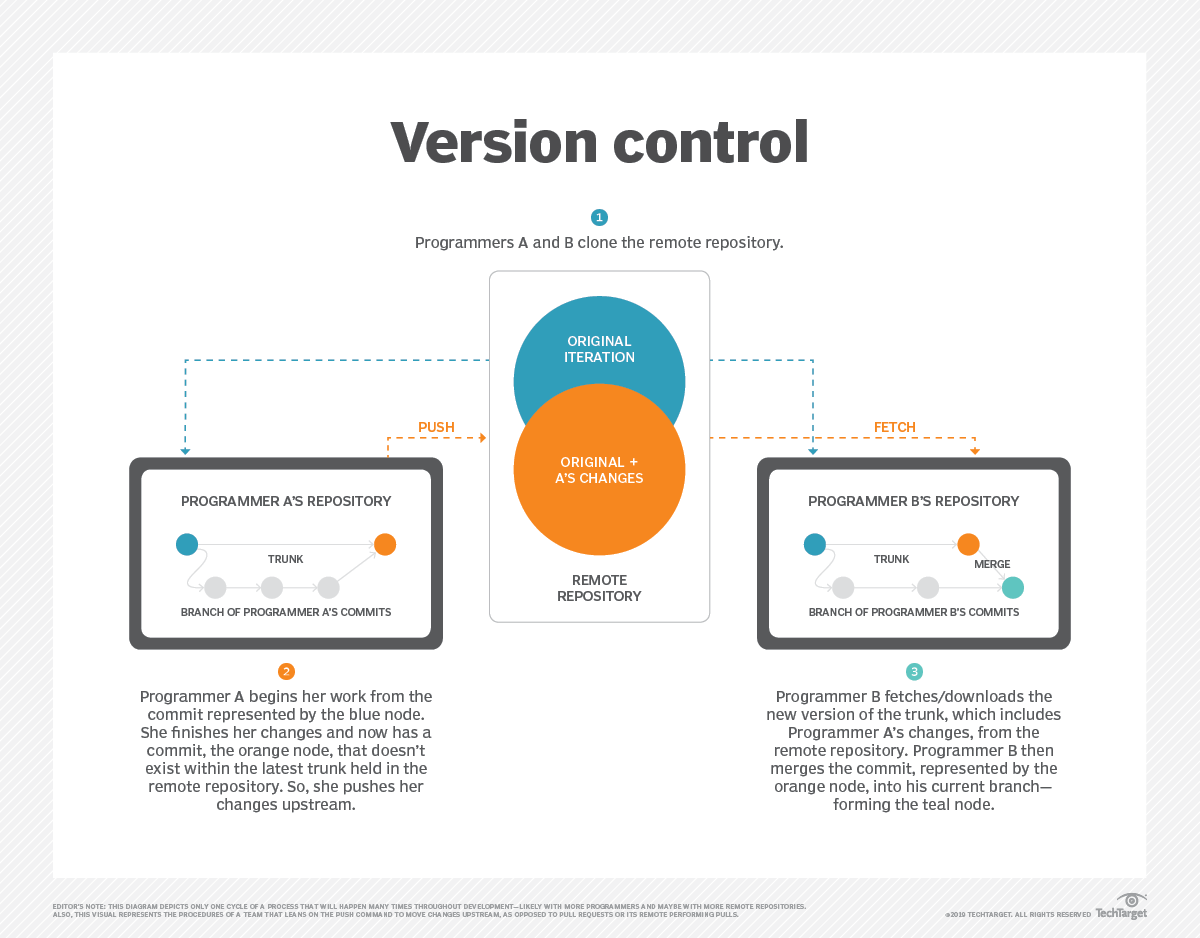 Version control
1
Programmers A and B clone the remote repository.
ORIGINAL
ITERATION
PUSH
FETCH
ORIGINAL +
A'S CHANGES
REMOTE
REPOSITORY
PROGRAMMER A'S REPOSITORY
TRUNK
BRANCH OF PROGRAMMER A'S COMMITS
PROGRAMMER B'S REPOSITORY
TRUNK
MERGE
BRANCH OF PROGRAMMER B'S COMMITS
2
Programmer A begins her work from the
commit represented by the blue node.
She finishes her changes and now has a
commit, the orange node, that doesn't
exist within the latest trunk held in the
remote repository. So, she pushes her
changes upstream.
3
Programmer B fetches/downloads the
new version of the trunk, which includes
Programmer A's changes, from the
remote repository. Programmer B then
merges the commit, represented by the
orange node, into his current branch—
forming the teal node.
EDITOR'S NOTE: THIS DIAGRAM DEPICTS ONLY ONE CYCLE OF A PROCESS THAT WILL HAPPEN MANY TIMES THROUGHOUT DEVELOPMENT—LIKELY WITH MORE PROGRAMMERS AND MAYBE WITH MORE REMOTE REPOSITORIES.
ALSO, THIS VISUAL REPRESENTS THE PROCEDURES OF A TEAM THAT LEANS ON THE PUSH COMMAND TO MOVE CHANGES UPSTREAM, AS OPPOSED TO PULL REQUESTS OR ITS REMOTE PERFORMING PULLS.
©2019 TECHTARGET. ALL RIGHTS RESERVED
TechTarget